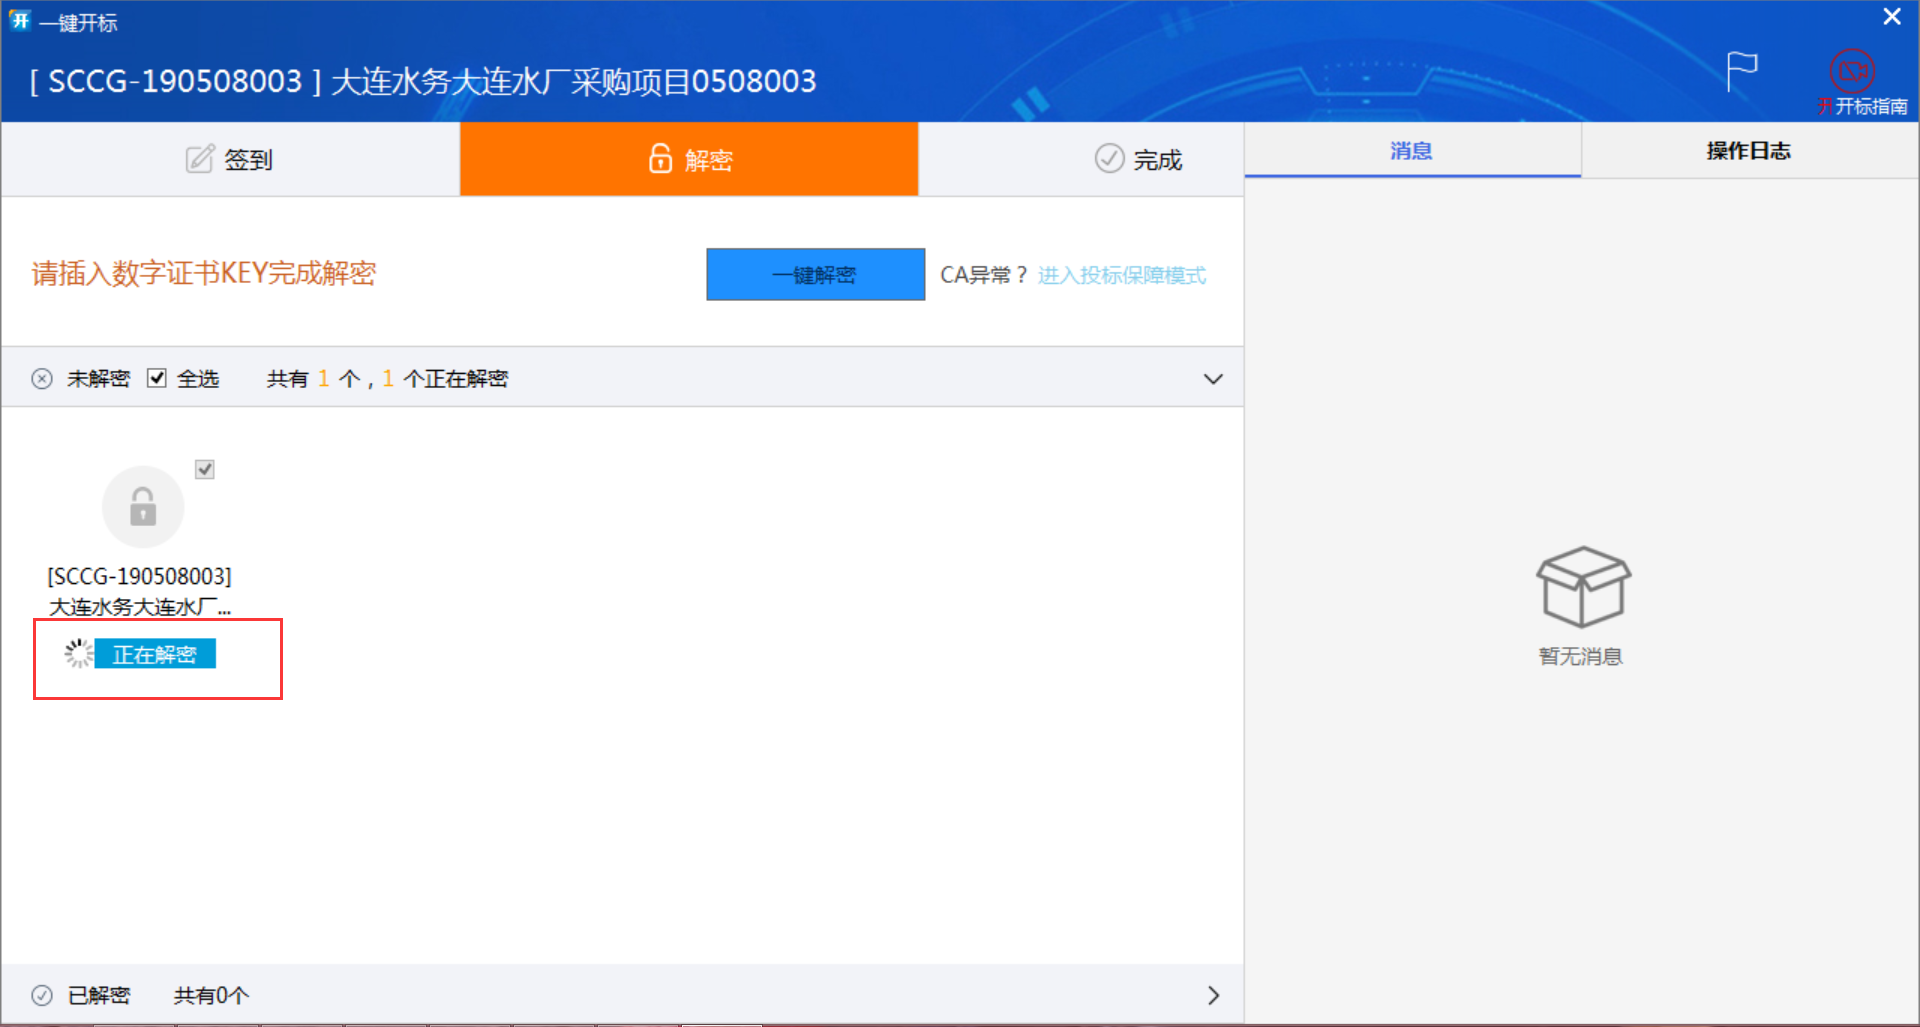 开 一键开标
[ SCCG-190508003 ] 大连水务大连水厂采购项目0508003
开开标指南
签到
解密
完成
消息
操作日志
请插入数字证书KEY完成解密
一键解密
CA异常？ 进入投标保障模式
未解密 全选 共有 1 个，1 个正在解密
[SCCG-190508003]
大连水务大连水厂...
正在解密
暂无消息
已解密 共有0个